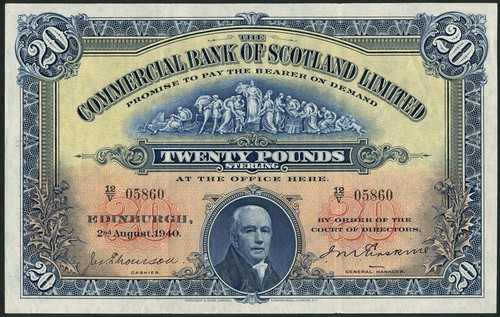 20 20
THE
COMMERCIAL BANK OF SCOTLAND LIMITED
PROMISE TO PAY THE BEARER ON DEMAND
TWENTY POUNDS
STERLING
AT THE OFFICE HERE.
12/V 05860 12/V 05860
EDINBURGH, BY ORDER OF THE
2nd August, 1940. COURT OF DIRECTORS.
CASHIER. GENERAL MANAGER.
20 20